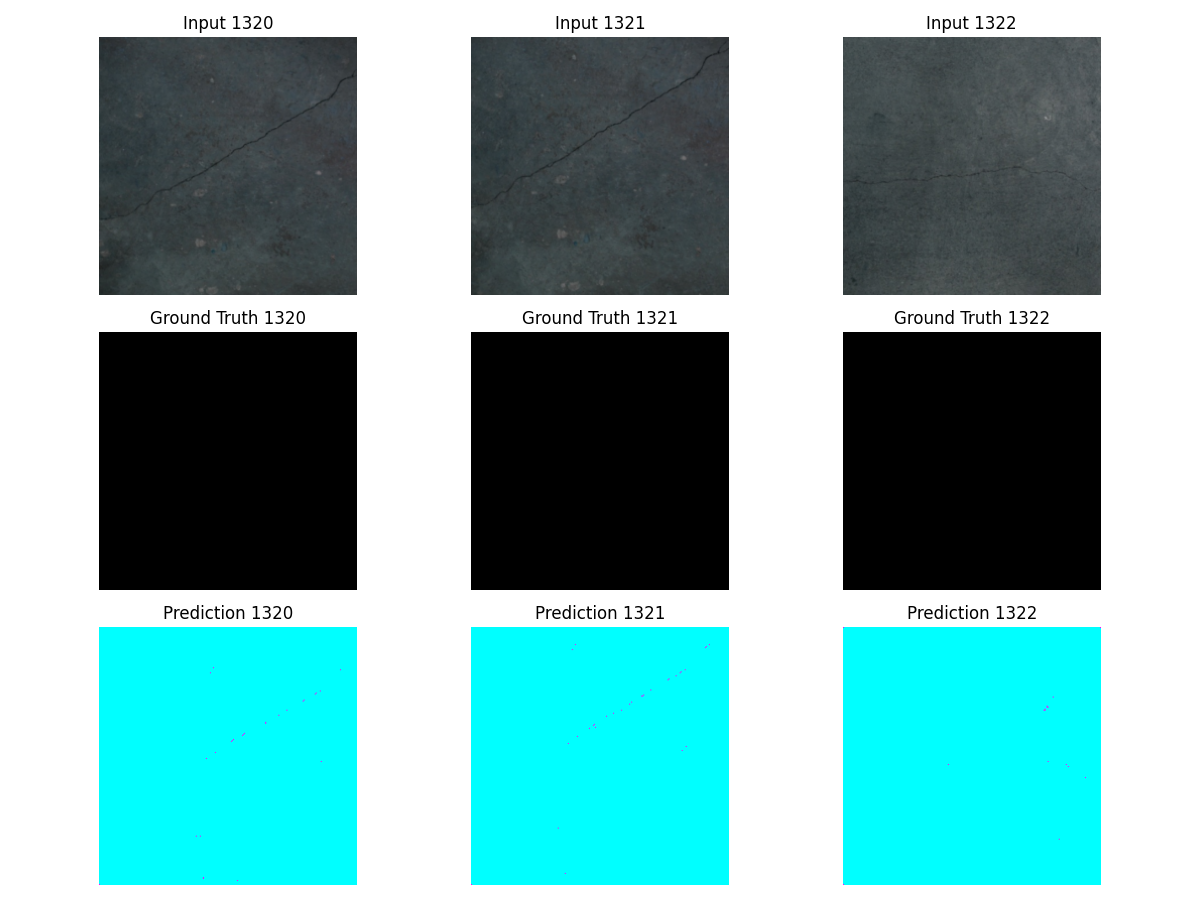 Input 1320
Input 1321
Input 1322
Ground Truth 1320
Ground Truth 1321
Ground Truth 1322
Prediction 1320
Prediction 1321
Prediction 1322